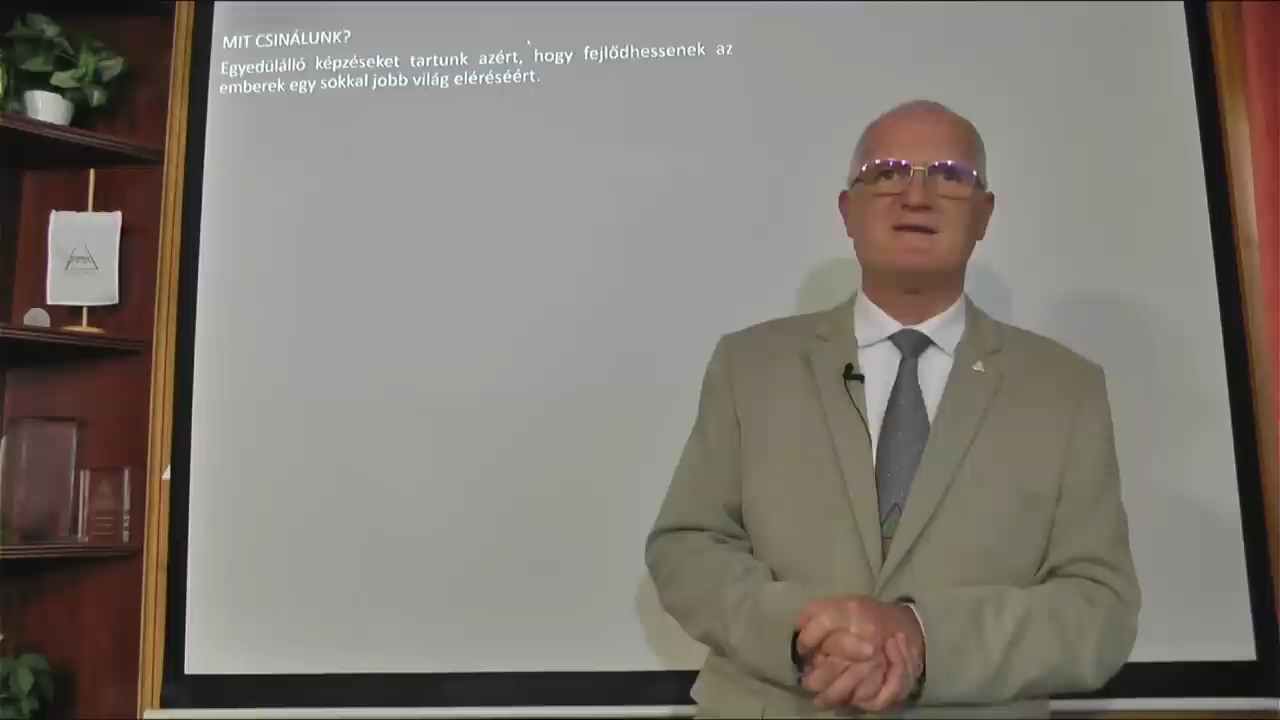 MIT CSINÁLUNK?
Egyedülálló képzéseket tartunk azért, hogy fejlődhessenek az
emberek egy sokkal jobb világ eléréséért.